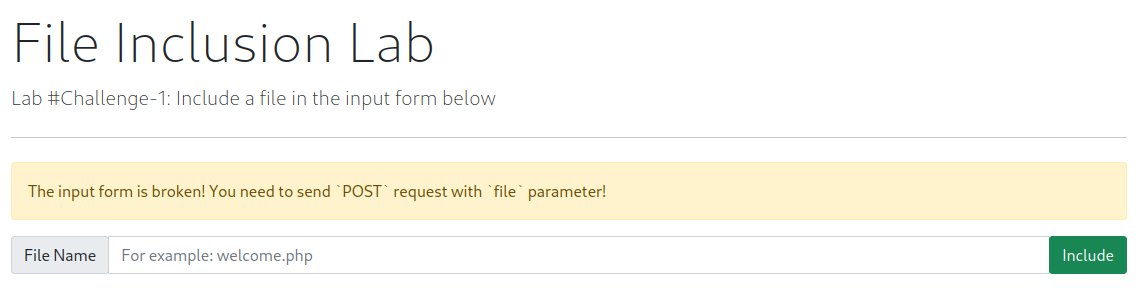 File Inclusion Lab
Lab #Challenge-1: Include a file in the input form below
The input form is broken! You need to send `POST` request with `file` parameter!
File Name For example: welcome.php Include